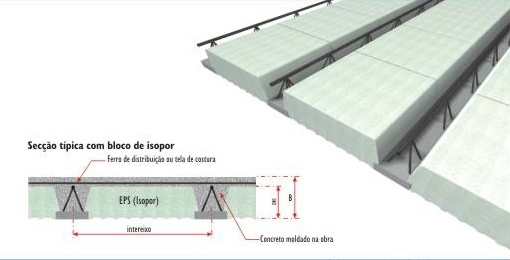 Secção típica com bloco de isopor
Ferro de distribuição ou tela de costura
EPS (Isopor)
B
intereixo
Concreto moldado na obra